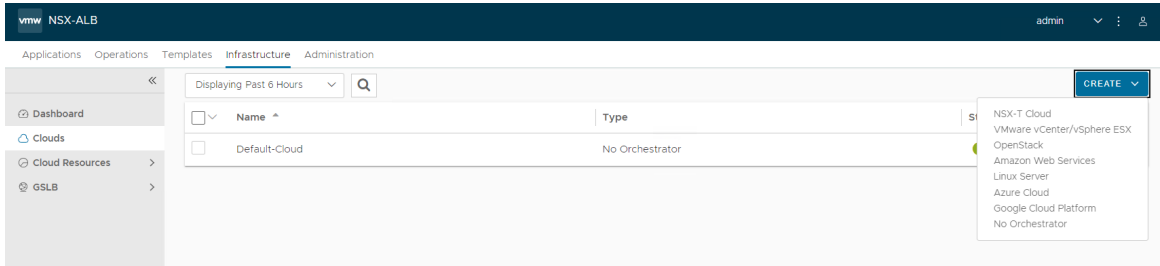 vmw NSX-ALB admin
Applications Operations Templates Infrastructure Administration
Displaying Past 6 Hours CREATE
Dashboard
Clouds
Cloud Resources
GSLB
Name Type St
Default-Cloud No Orchestrator
NSX-T Cloud
VMware vCenter/vSphere ESX
OpenStack
Amazon Web Services
Linux Server
Azure Cloud
Google Cloud Platform
No Orchestrator